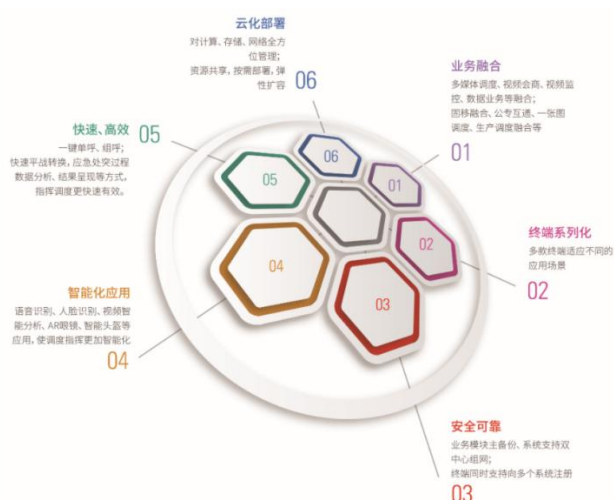 云化部署
对计算、存储、网络全方
位管理；
资源共享，按需部署，弹
性扩容
06
业务融合
多媒体调度、视频会商、视频监
控、数据业务等融合；
固移融合、公专互通、一张图
调度、生产调度融合等
01
快速、高效
05
一键单呼、组呼；
快速平战转换，应急处突过程
数据分析、结果呈现等方式，
指挥调度更快速有效。
06
05
01
02
04
03
终端系列化
多款终端适应不同的
应用场景
02
智能化应用
语音识别、人脸识别、视频智
能分析、AR眼镜、智能头盔等
应用，使调度指挥更加智能化
04
安全可靠
业务模块主备份、系统支持双
中心组网；
终端同时支持向多个系统注册
03